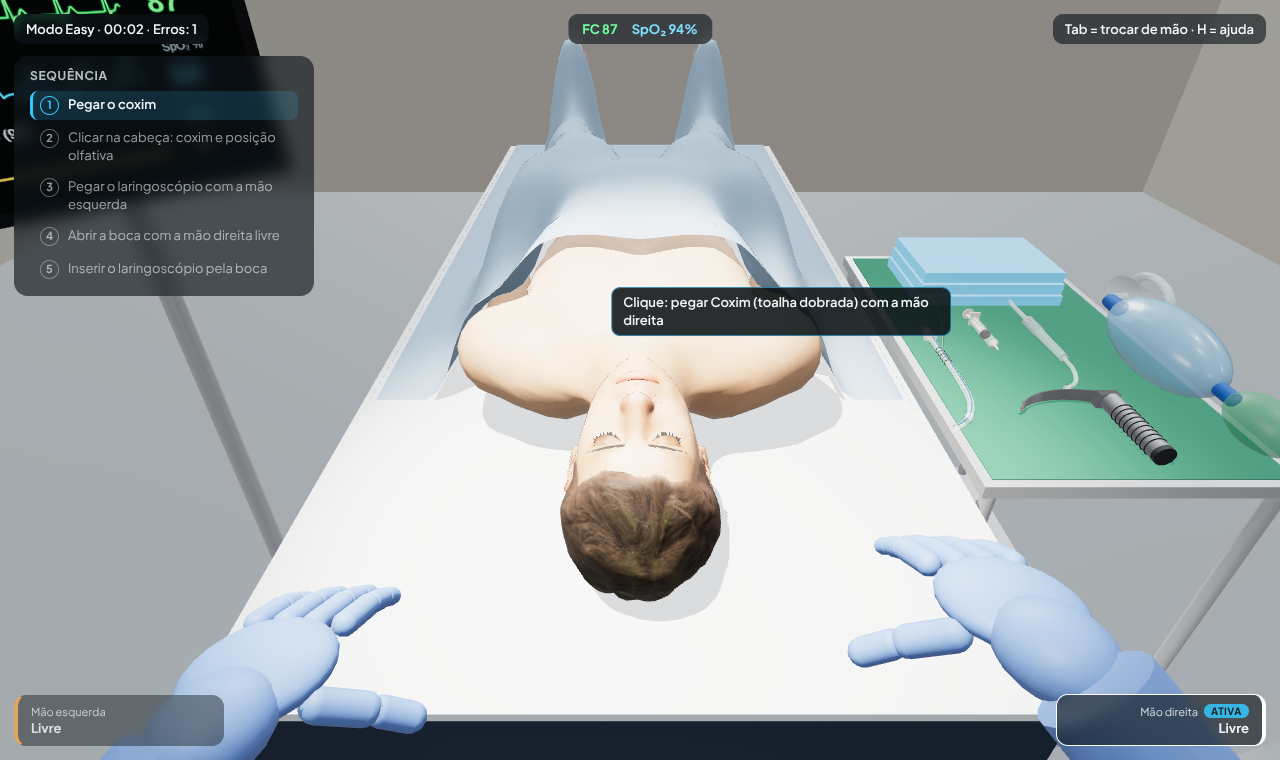 Modo Easy · 00:02 · Erros: 1
FC 87 SpO₂ 94%
Tab = trocar de mão · H = ajuda
87
SpO₂ %
SEQUÊNCIA
1 Pegar o coxim
2 Clicar na cabeça: coxim e posição
olfativa
3 Pegar o laringoscópio com a mão
esquerda
4 Abrir a boca com a mão direita livre
5 Inserir o laringoscópio pela boca
Clique: pegar Coxim (toalha dobrada) com a mão
direita
Mão esquerda
Livre
Mão direita ATIVA
Livre